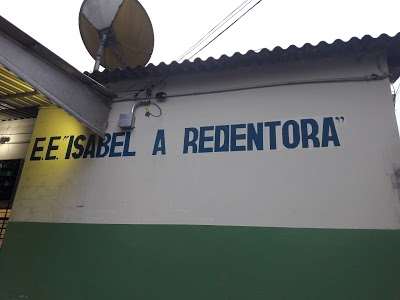 E.E. "ISABEL A REDENTORA"